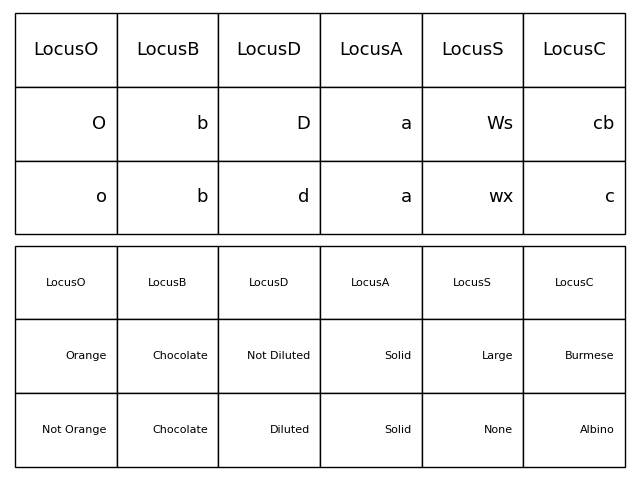 LocusO LocusB LocusD LocusA LocusS LocusC
O b D a Ws cb
o b d a wx c
LocusO LocusB LocusD LocusA LocusS LocusC
Orange Chocolate Not Diluted Solid Large Burmese
Not Orange Chocolate Diluted Solid None Albino